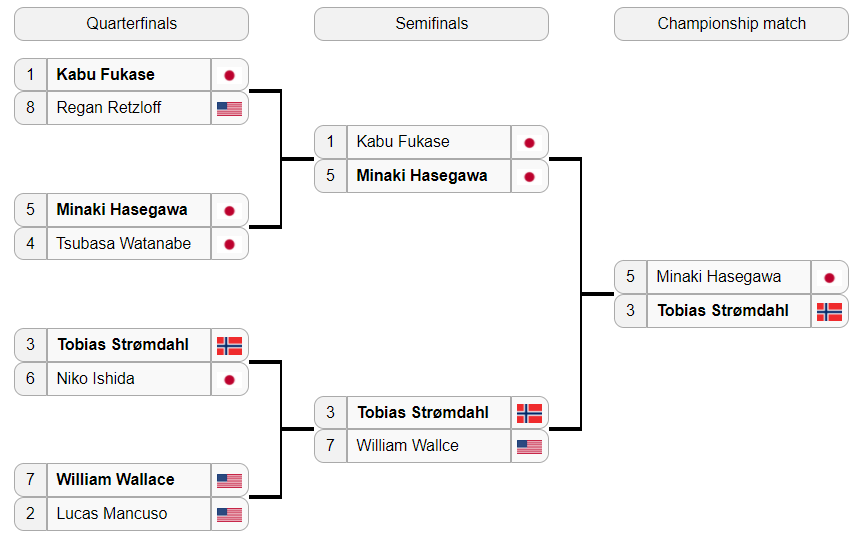 Quarterfinals
Semifinals
Championship match
1 Kabu Fukase
8 Regan Retzloff
5 Minaki Hasegawa
4 Tsubasa Watanabe
3 Tobias Strømdahl
6 Niko Ishida
7 William Wallace
2 Lucas Mancuso
1 Kabu Fukase
5 Minaki Hasegawa
3 Tobias Strømdahl
7 William Wallce
5 Minaki Hasegawa
3 Tobias Strømdahl